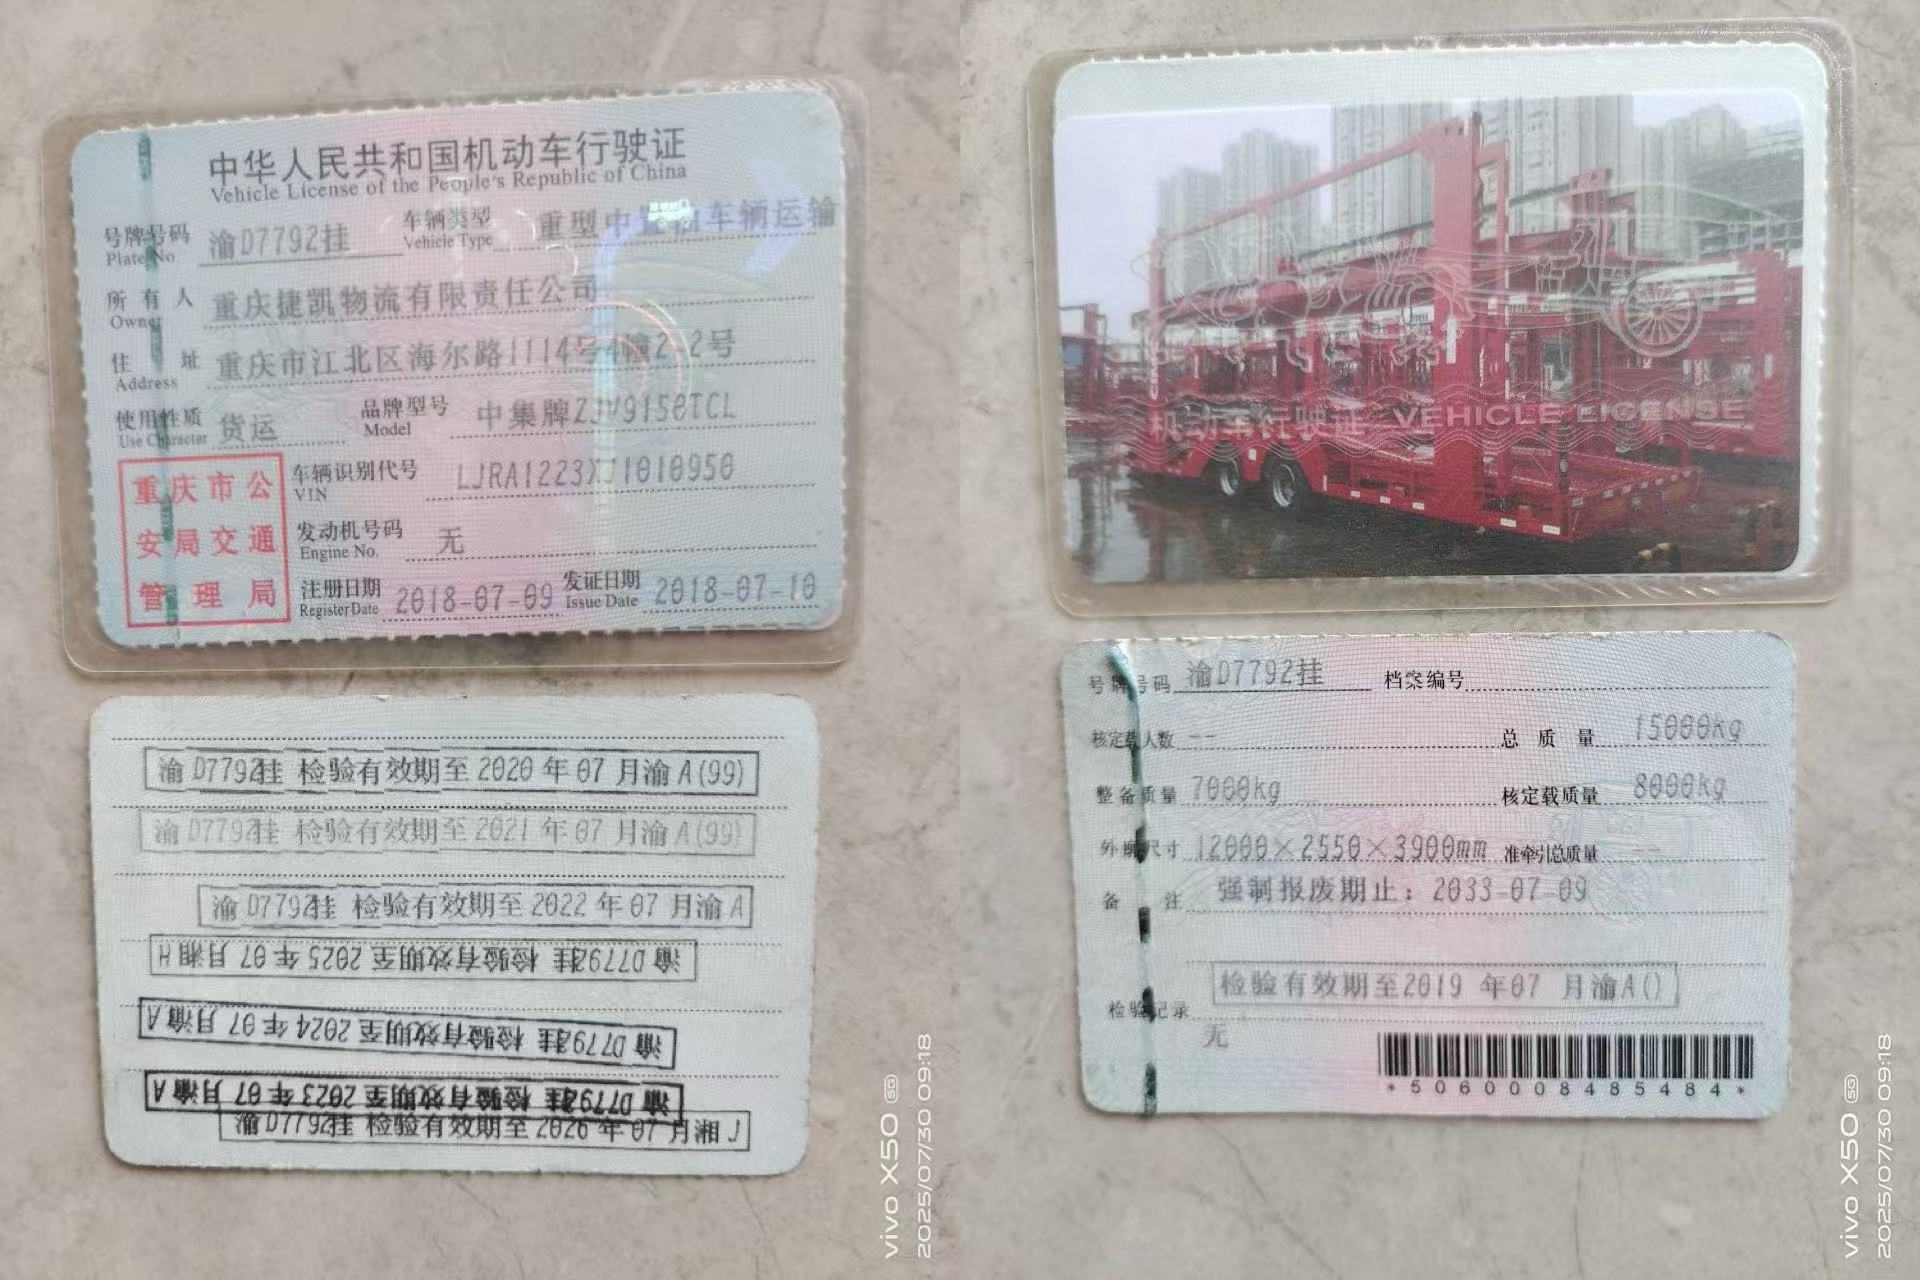 中华人民共和国机动车行驶证
Vehicle License of the People's Republic of China
号牌号码 渝D7792挂 车辆类型 重型中置轴车辆运输
Plate No. Vehicle Type
所有人 重庆捷凯物流有限责任公司
Owner
住址 重庆市江北区海尔路1114号
Address
使用性质 货运 品牌型号 中集牌ZJV9150TCL
Use Character Model
车辆识别代号 LJRA1223XJ1010950
VIN
发动机号码 无
Engine No.
重庆市公
安局交通
管理局
注册日期 2018-07-09 发证日期 2018-07-10
Register Date Issue Date
渝D7792挂 检验有效期至2020年07月渝A(99)
渝D7792挂 检验有效期至2021年07月渝A(99)
渝D7792挂 检验有效期至2022年07月渝A
渝D7792挂 检验有效期至2025年07月湘H
渝D7792挂 检验有效期至2024年07月渝A
渝D7792挂 检验有效期至2023年07月渝A
渝D7792挂 检验有效期至2026年07月湘J
vivo X50 5G
2025/07/30 09:18
机动车行驶证 VEHICLE LICENSE
号牌号码 渝D7792挂 档案编号
核定载人数 -- 总质量 15000kg
整备质量 7000kg 核定载质量 8000kg
外廓尺寸 12000×2550×3900mm 准牵引总质量 --
备注 强制报废期止：2033-07-09
检验有效期至2019年07月渝A()
检验记录
无
*5060008485484*
vivo X50 5G
2025/07/30 09:18